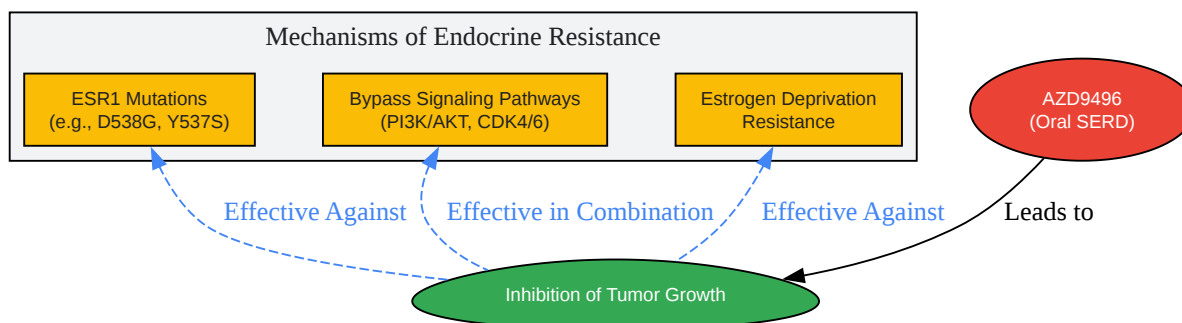 Mechanisms of Endocrine Resistance
ESR1 Mutations
(e.g., D538G, Y537S)
Bypass Signaling Pathways
(PI3K/AKT, CDK4/6)
Estrogen Deprivation
Resistance
AZD9496
(Oral SERD)
Effective Against
Effective in Combination
Effective Against
Leads to
Inhibition of Tumor Growth